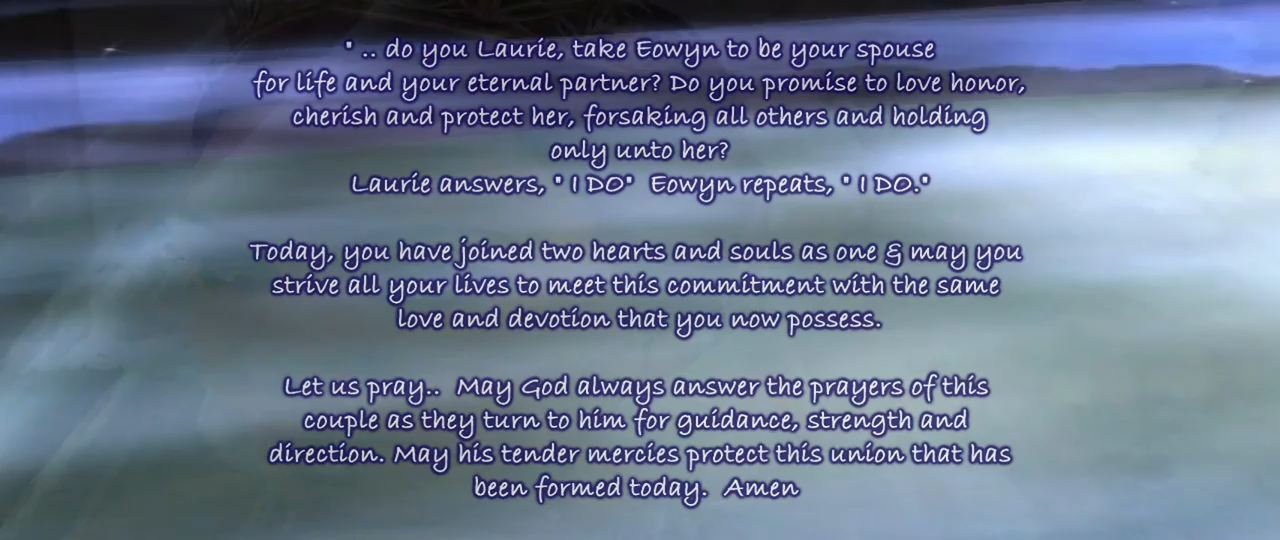 " .. do you Laurie, take Eowyn to be your spouse
for life and your eternal partner? Do you promise to love honor,
cherish and protect her, forsaking all others and holding
only unto her?
Laurie answers, " I DO"  Eowyn repeats, " I DO."
Today, you have joined two hearts and souls as one & may you
strive all your lives to meet this commitment with the same
love and devotion that you now possess.
Let us pray..  May God always answer the prayers of this
couple as they turn to him for guidance, strength and
direction. May his tender mercies protect this union that has
been formed today.  Amen